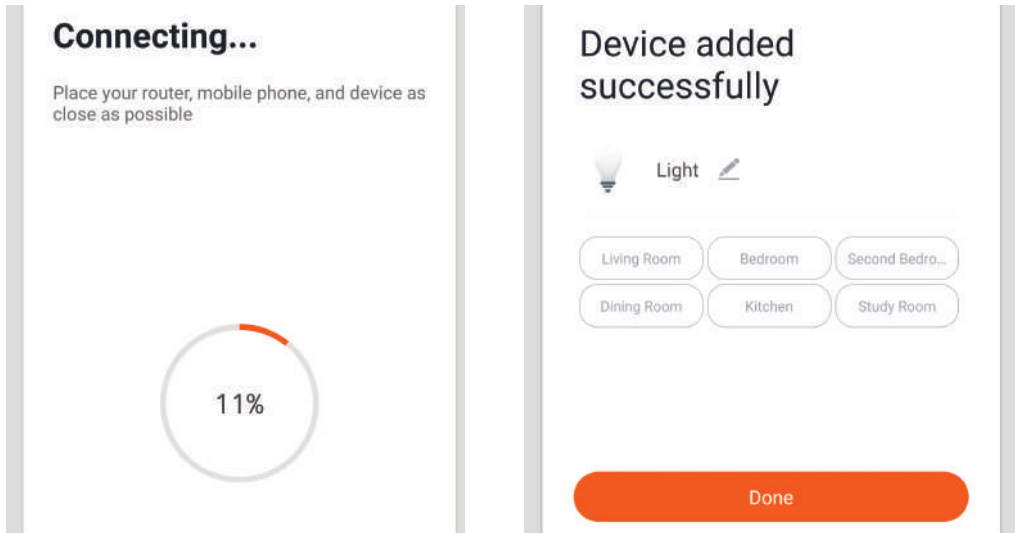 Connecting...
Place your router, mobile phone, and device as
close as possible
11%
Device added
successfully
Light
Living Room
Bedroom
Second Bedro...
Dining Room
Kitchen
Study Room
Done